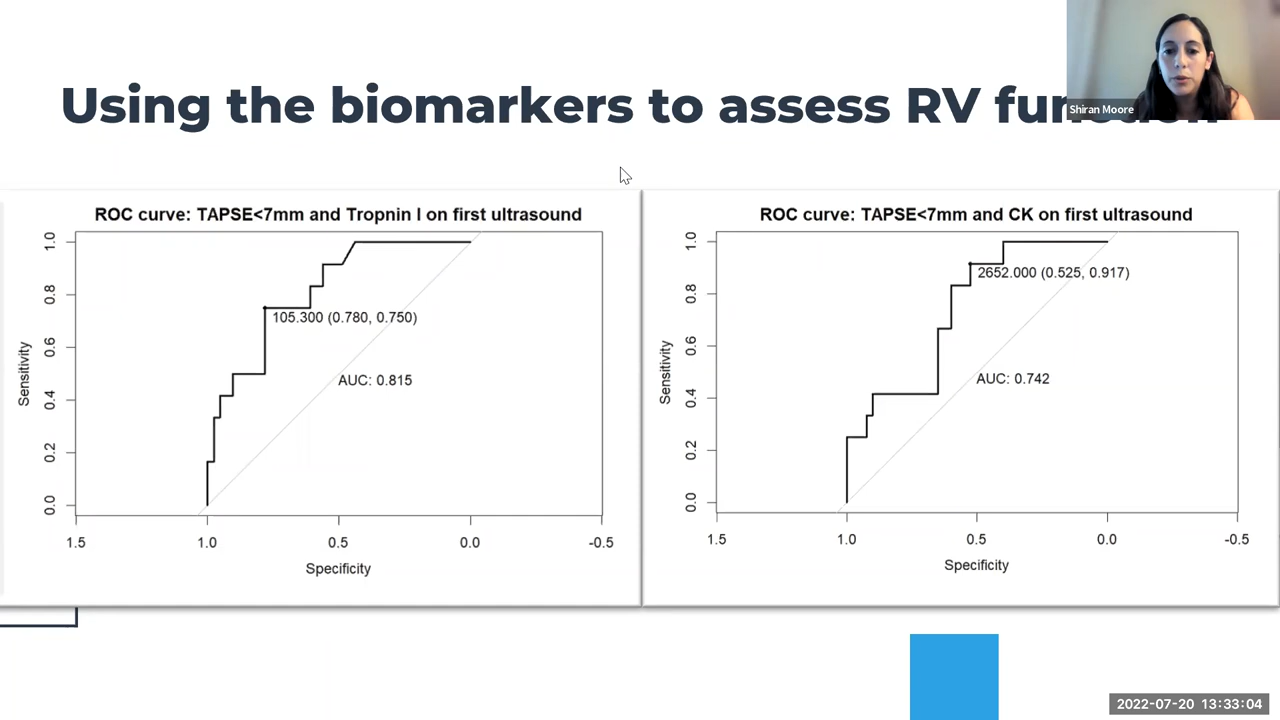 Using the biomarkers to assess RV function
Shiran Moore
ROC curve: TAPSE<7mm and Tropnin I on first ultrasound
1.0
0.8
0.6
0.4
0.2
0.0
Sensitivity
105.300 (0.780, 0.750)
AUC: 0.815
1.5 1.0 0.5 0.0 -0.5
Specificity
ROC curve: TAPSE<7mm and CK on first ultrasound
1.0
0.8
0.6
0.4
0.2
0.0
Sensitivity
2652.000 (0.525, 0.917)
AUC: 0.742
1.5 1.0 0.5 0.0 -0.5
Specificity
2022-07-20 13:33:04